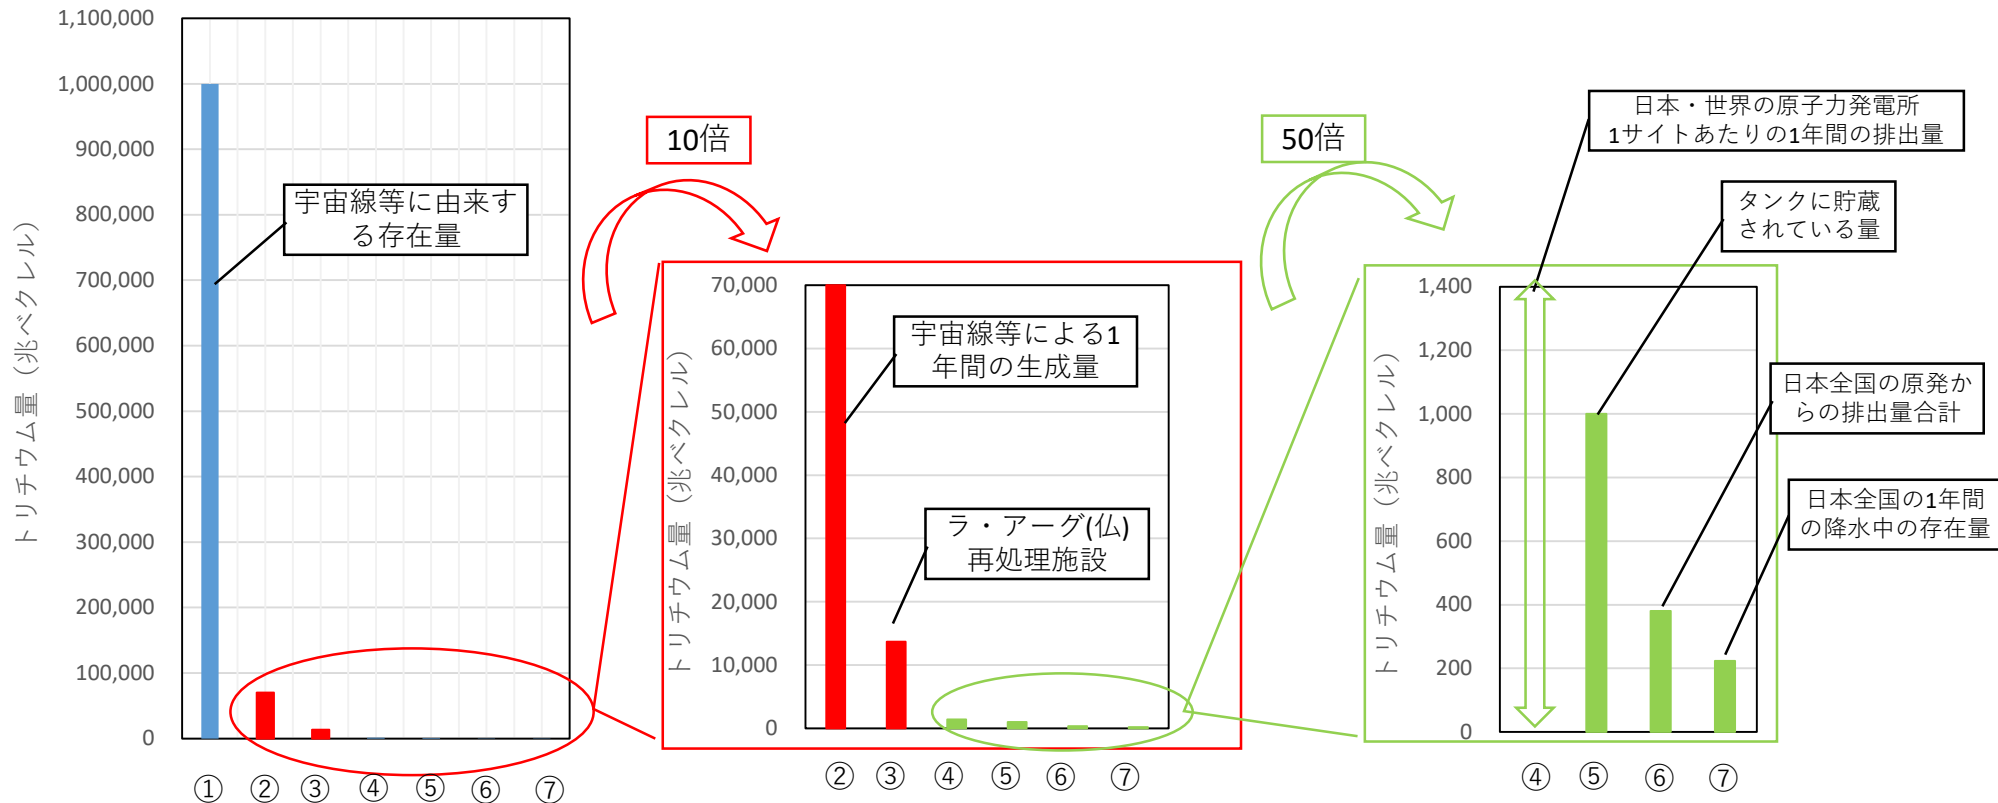 トリチウム量（兆ベクレル）
1,100,000
1,000,000
900,000
800,000
700,000
600,000
500,000
400,000
300,000
200,000
100,000
0
宇宙線等に由来す
る存在量
①
②
③
④
⑤
⑥
⑦
10倍
トリチウム量（兆ベクレル）
70,000
60,000
50,000
40,000
30,000
20,000
10,000
0
宇宙線等による1
年間の生成量
ラ・アーグ(仏)
再処理施設
②
③
④
⑤
⑥
⑦
50倍
トリチウム量（兆ベクレル）
1,400
1,200
1,000
800
600
400
200
0
日本・世界の原子力発電所
1サイトあたりの1年間の排出量
タンクに貯蔵
されている量
日本全国の原発か
らの排出量合計
日本全国の1年間
の降水中の存在量
④
⑤
⑥
⑦